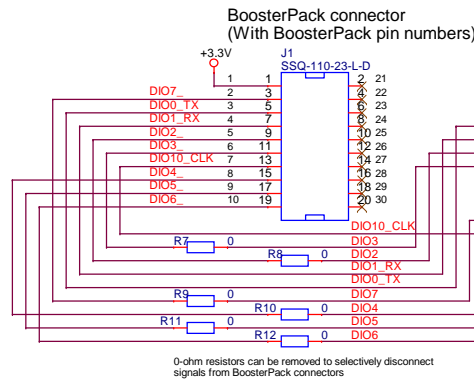 BoosterPack connector
(With BoosterPack pin numbers)
+3.3V
J1
SSQ-110-23-L-D
1 1 2 21
DIO7_ 2 3 4 22
DIO0_TX 3 5 6 23
DIO1_RX 4 7 8 24
DIO2_ 5 9 10 25
DIO3_ 6 11 12 26
DIO10_CLK 7 13 14 27
DIO4_ 8 15 16 28
DIO5_ 9 17 18 29
DIO6_ 10 19 20 30
DIO10_CLK
R7 0 DIO3
R8 0 DIO2
DIO1_RX
DIO0_TX
R9 0 DIO7
R10 0 DIO4
R11 0 DIO5
R12 0 DIO6
0-ohm resistors can be removed to selectively disconnect
signals from BoosterPack connectors